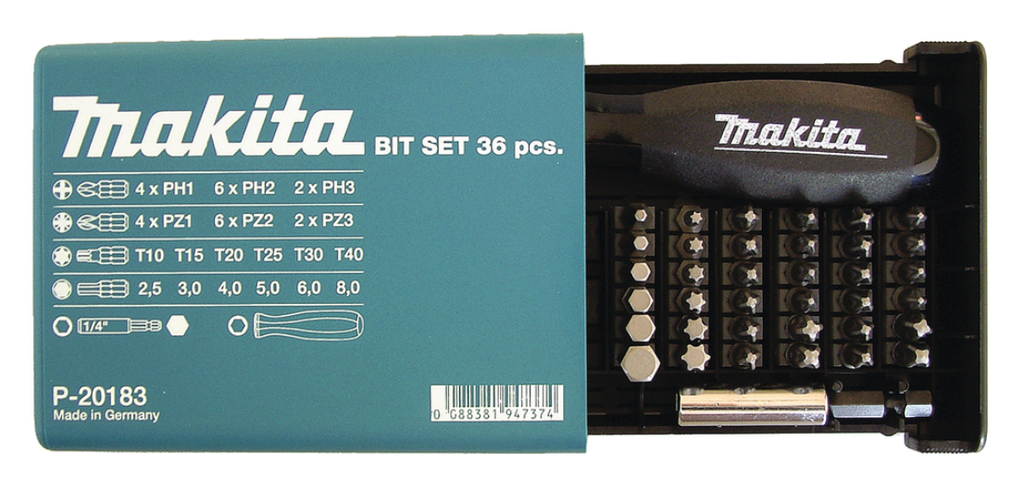 makita BIT SET 36 pcs.
4 x PH1 6 x PH2 2 x PH3
4 x PZ1 6 x PZ2 2 x PZ3
T10 T15 T20 T25 T30 T40
2,5 3,0 4,0 5,0 6,0 8,0
1/4"
P-20183
Made in Germany
0 088381 947374
makita